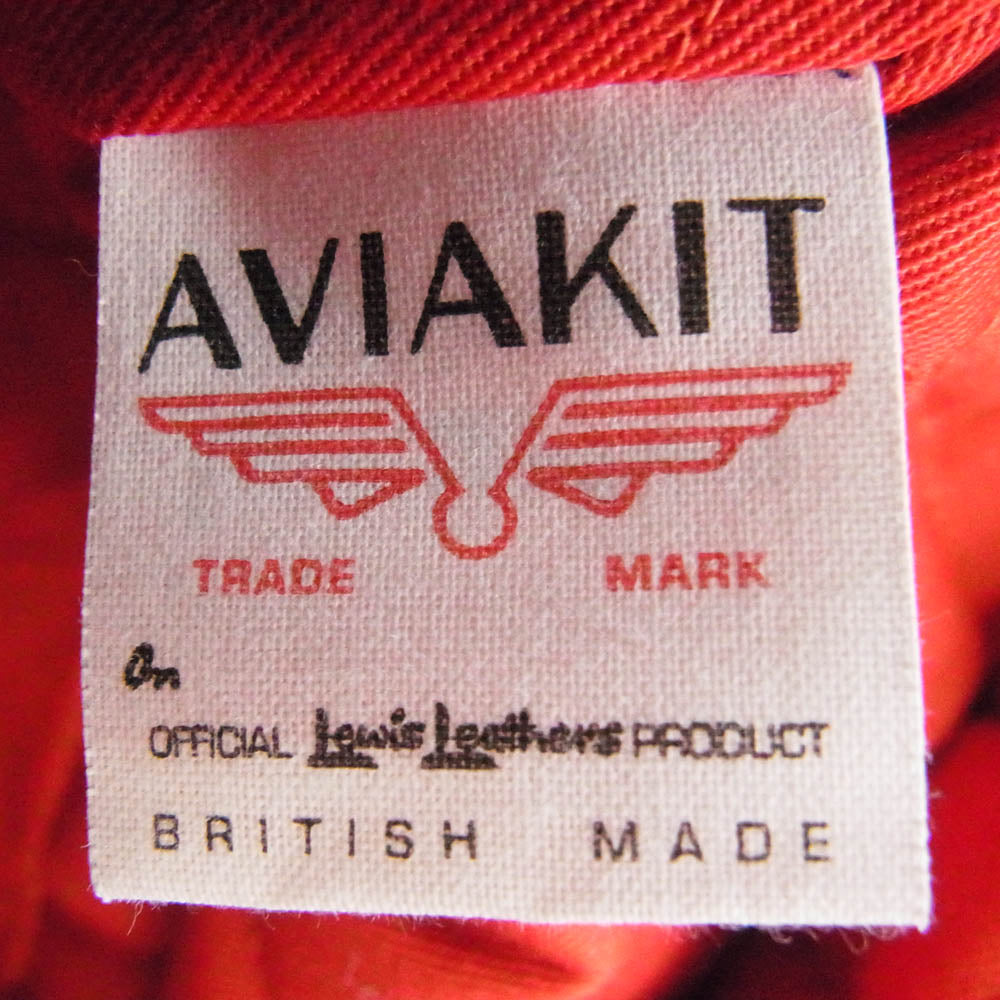 AVIAKIT
TRADE MARK
An
OFFICIAL Lewis Leathers PRODUCT
BRITISH MADE